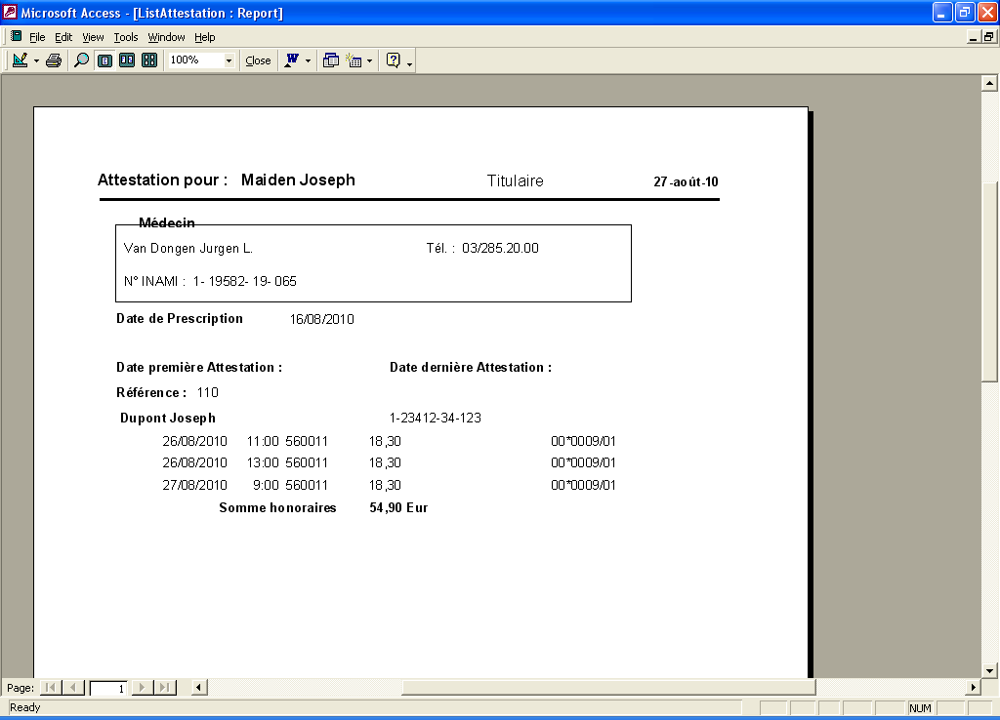 Microsoft Access - [ListAttestation : Report]
File Edit View Tools Window Help
100% Close
Attestation pour : Maiden Joseph Titulaire 27-août-10
Médecin
Van Dongen Jurgen L. Tél. : 03/285.20.00
N° INAMI : 1- 19582- 19- 065
Date de Prescription 16/08/2010
Date première Attestation : Date dernière Attestation :
Référence : 110
Dupont Joseph 1-23412-34-123
26/08/2010 11:00 560011 18,30 00*0009/01
26/08/2010 13:00 560011 18,30 00*0009/01
27/08/2010 9:00 560011 18,30 00*0009/01
Somme honoraires 54,90 Eur
Page: 1
Ready NUM